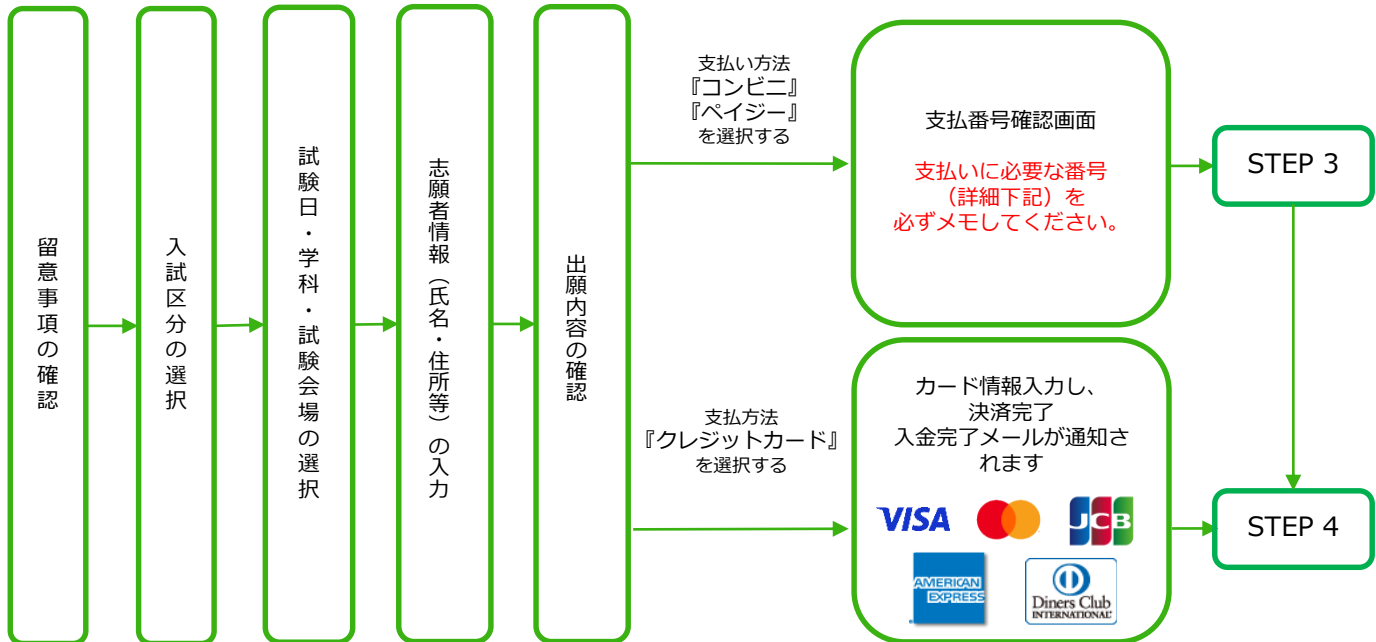 留意事項の確認
入試区分の選択
試験日・学科・試験会場の選択
志願者情報（氏名・住所等）の入力
出願内容の確認
支払い方法
『コンビニ』
『ペイジー』
を選択する
支払番号確認画面
支払いに必要な番号
（詳細下記）を
必ずメモしてください。
STEP 3
支払方法
『クレジットカード』
を選択する
カード情報入力し、
決済完了
入金完了メールが通知さ
れます
VISA
JCB
AMERICAN
EXPRESS
Diners Club
INTERNATIONAL
STEP 4